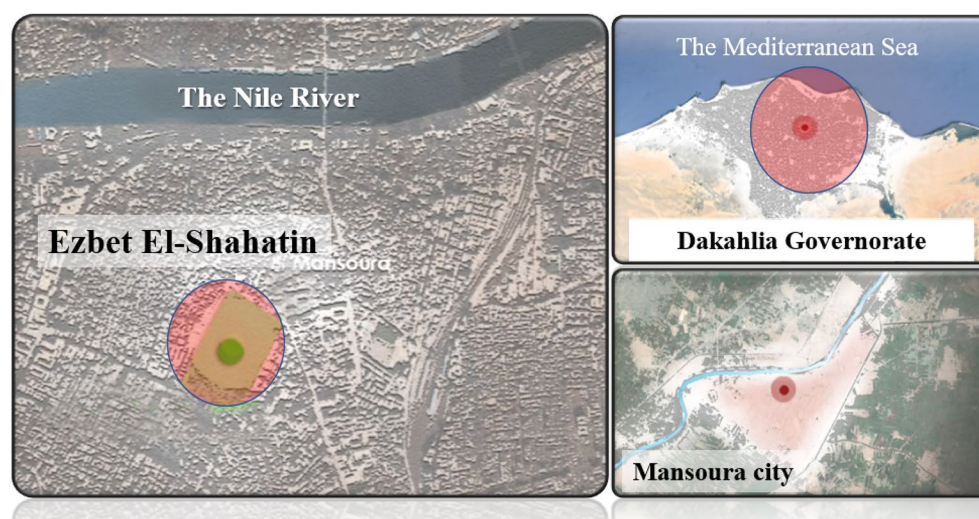 The Nile River
Ezbet El-Shahatin
Mansoura
The Mediterranean Sea
Dakahlia Governorate
Mansoura city